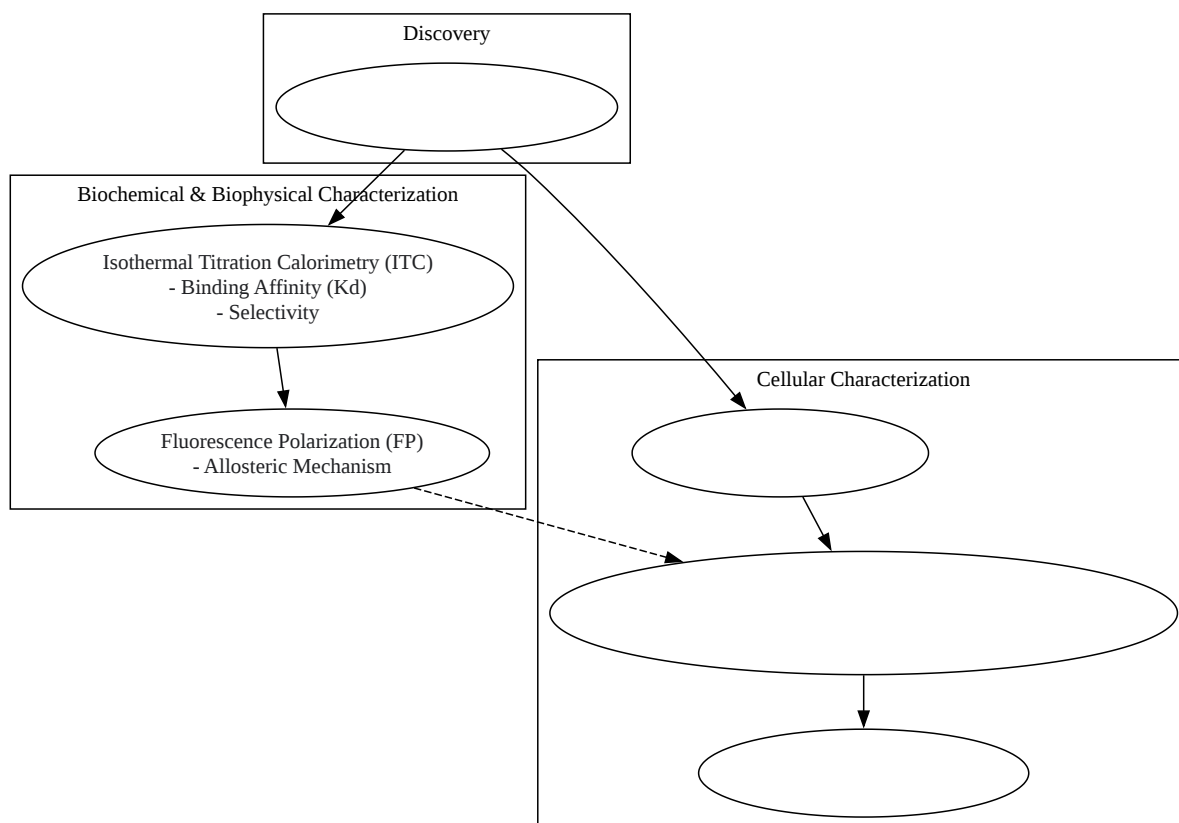 Discovery
Biochemical & Biophysical Characterization
Isothermal Titration Calorimetry (ITC)
- Binding Affinity (Kd)
- Selectivity
Cellular Characterization
Fluorescence Polarization (FP)
- Allosteric Mechanism